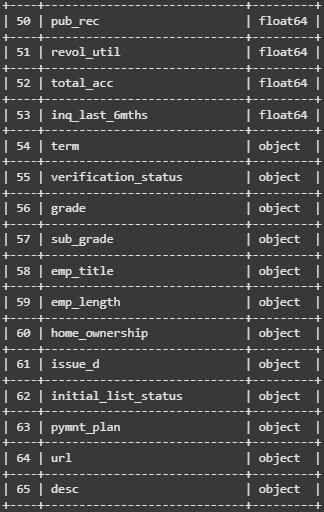 | 50 | pub_rec | float64 |
| 51 | revol_util | float64 |
| 52 | total_acc | float64 |
| 53 | inq_last_6mths | float64 |
| 54 | term | object |
| 55 | verification_status | object |
| 56 | grade | object |
| 57 | sub_grade | object |
| 58 | emp_title | object |
| 59 | emp_length | object |
| 60 | home_ownership | object |
| 61 | issue_d | object |
| 62 | initial_list_status | object |
| 63 | pymnt_plan | object |
| 64 | url | object |
| 65 | desc | object |